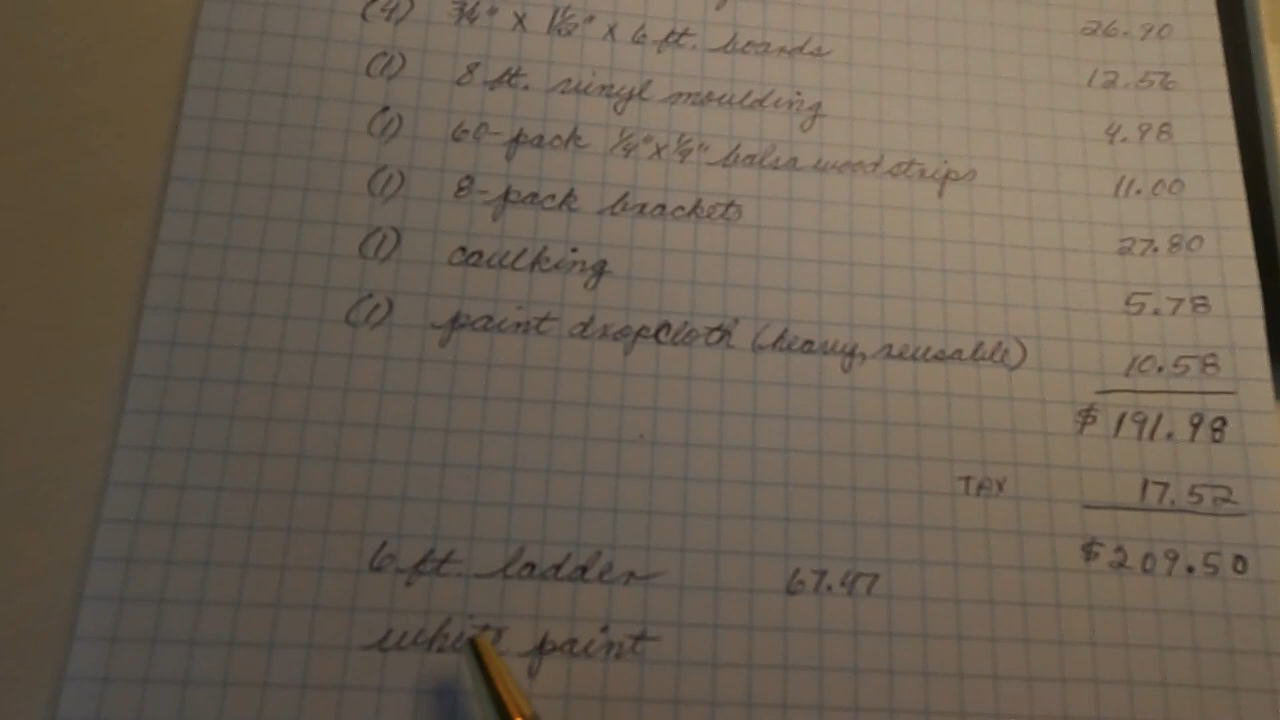 26.90
(4) 3/4" x 1 1/2" x 6 ft. boards 12.56
(1) 8 ft. vinyl moulding 4.98
(1) 60-pack 1/4" x 1/4" balsa wood strips 11.00
(1) 8-pack brackets 27.80
(1) caulking 5.78
(1) paint dropcloth (heavy, reusable) 10.58
$ 191.98
TAX 17.52
$ 209.50
6 ft. ladder 67.47
white paint